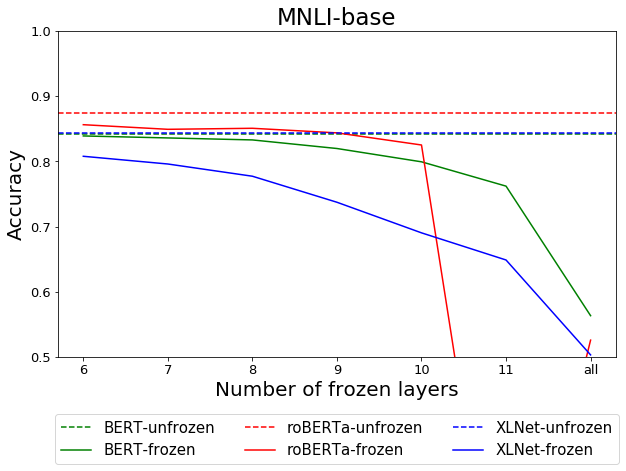 MNLI-base
1.0
0.9
0.8
0.7
0.6
0.5
Accuracy
6 7 8 9 10 11 all
Number of frozen layers
BERT-unfrozen roBERTa-unfrozen XLNet-unfrozen
BERT-frozen roBERTa-frozen XLNet-frozen